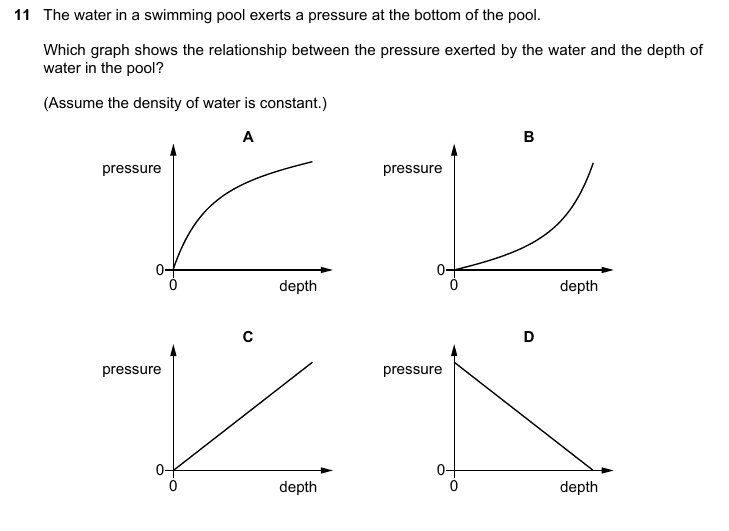 11 The water in a swimming pool exerts a pressure at the bottom of the pool.
Which graph shows the relationship between the pressure exerted by the water and the depth of
water in the pool?
(Assume the density of water is constant.)
A
pressure
0
0
depth
B
pressure
0
0
depth
C
pressure
0
0
depth
D
pressure
0
0
depth